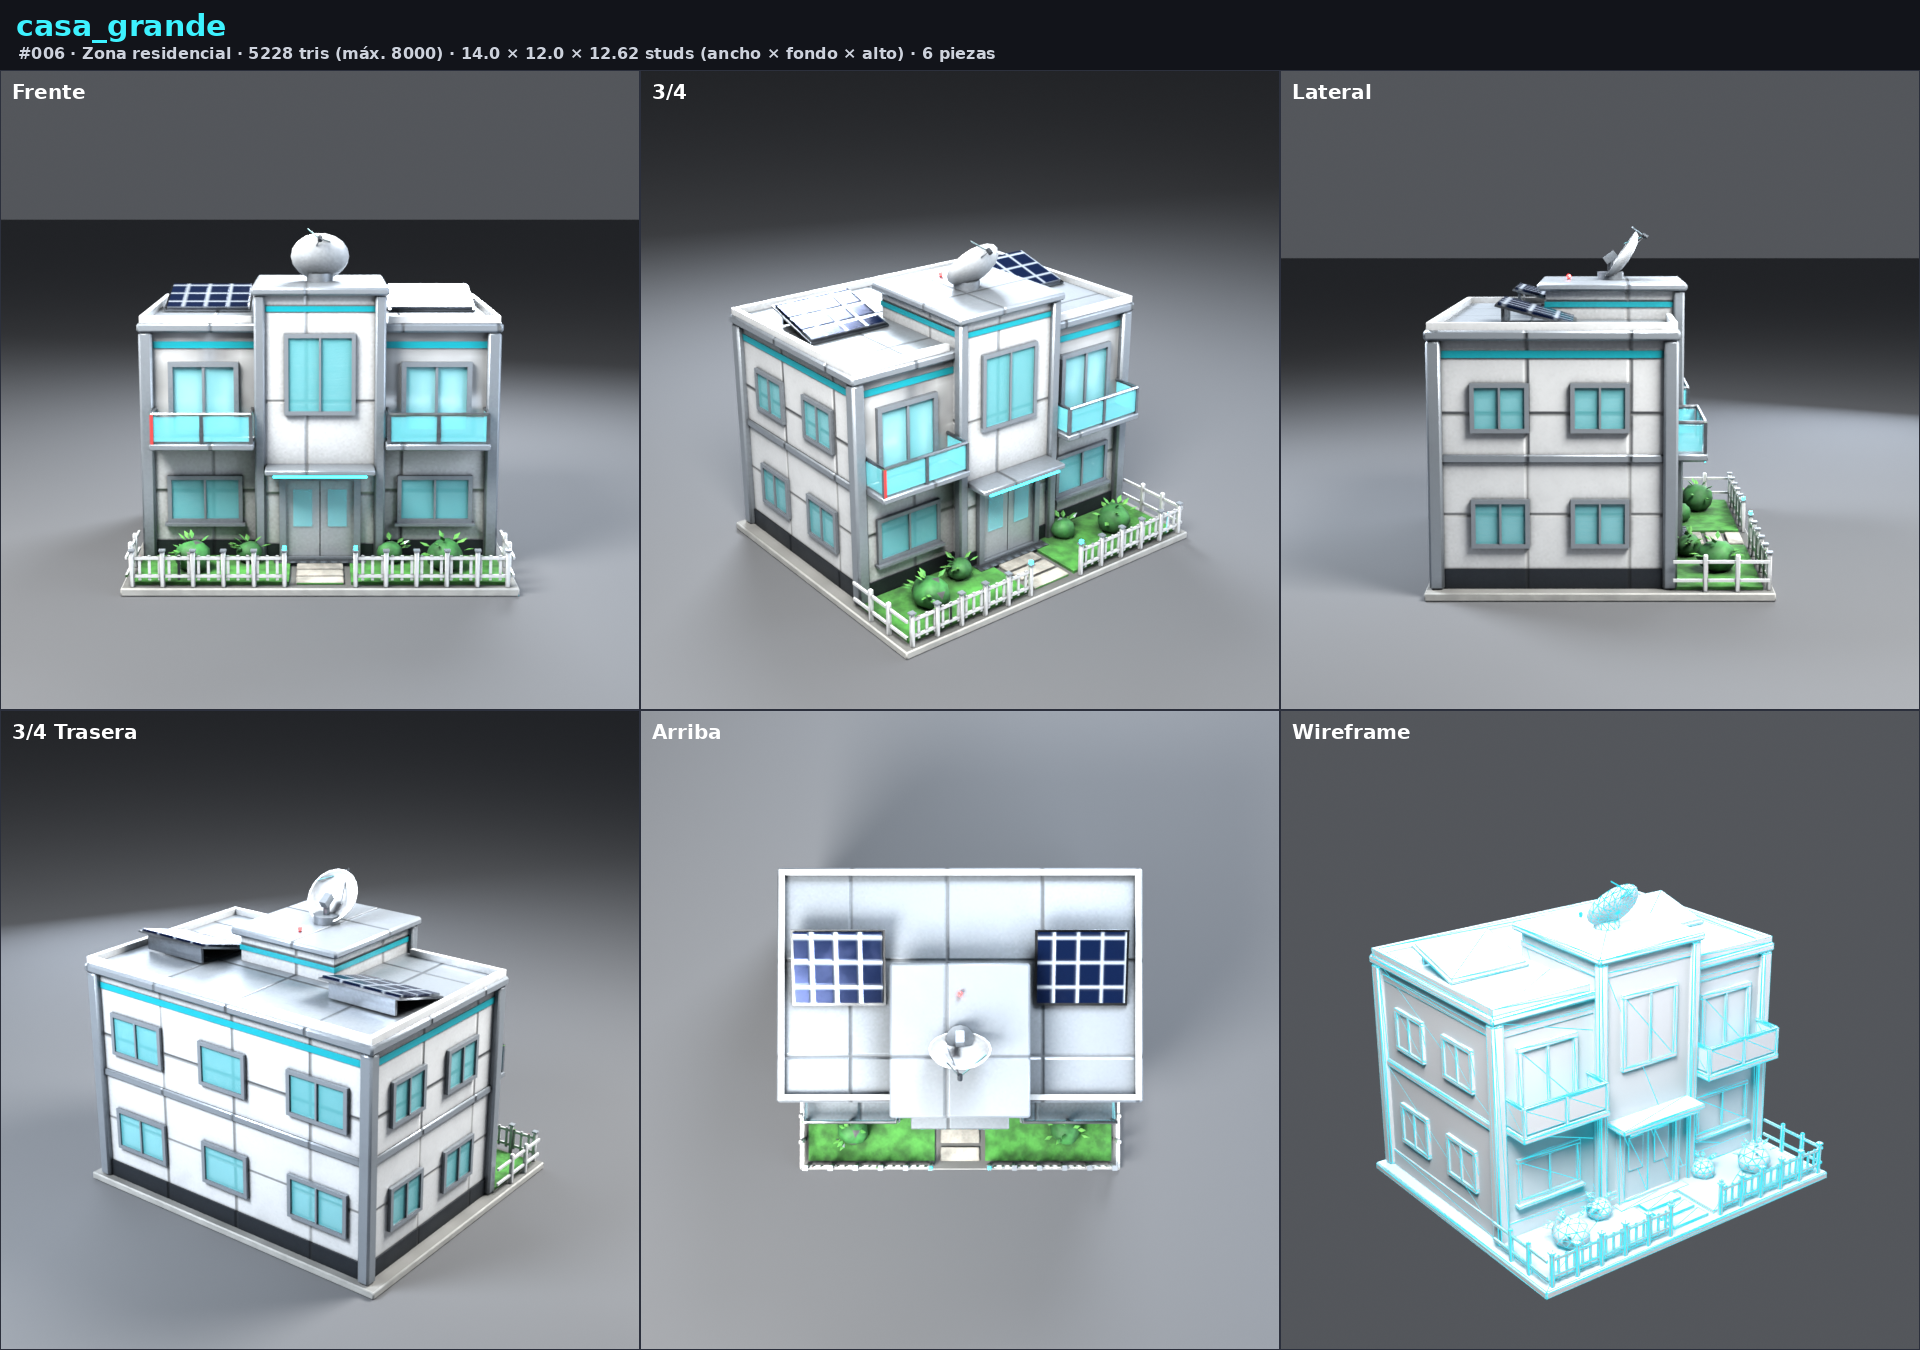 casa_grande
#006 · Zona residencial · 5228 tris (máx. 8000) · 14.0 × 12.0 × 12.62 studs (ancho × fondo × alto) · 6 piezas
Frente
3/4
Lateral
3/4 Trasera
Arriba
Wireframe